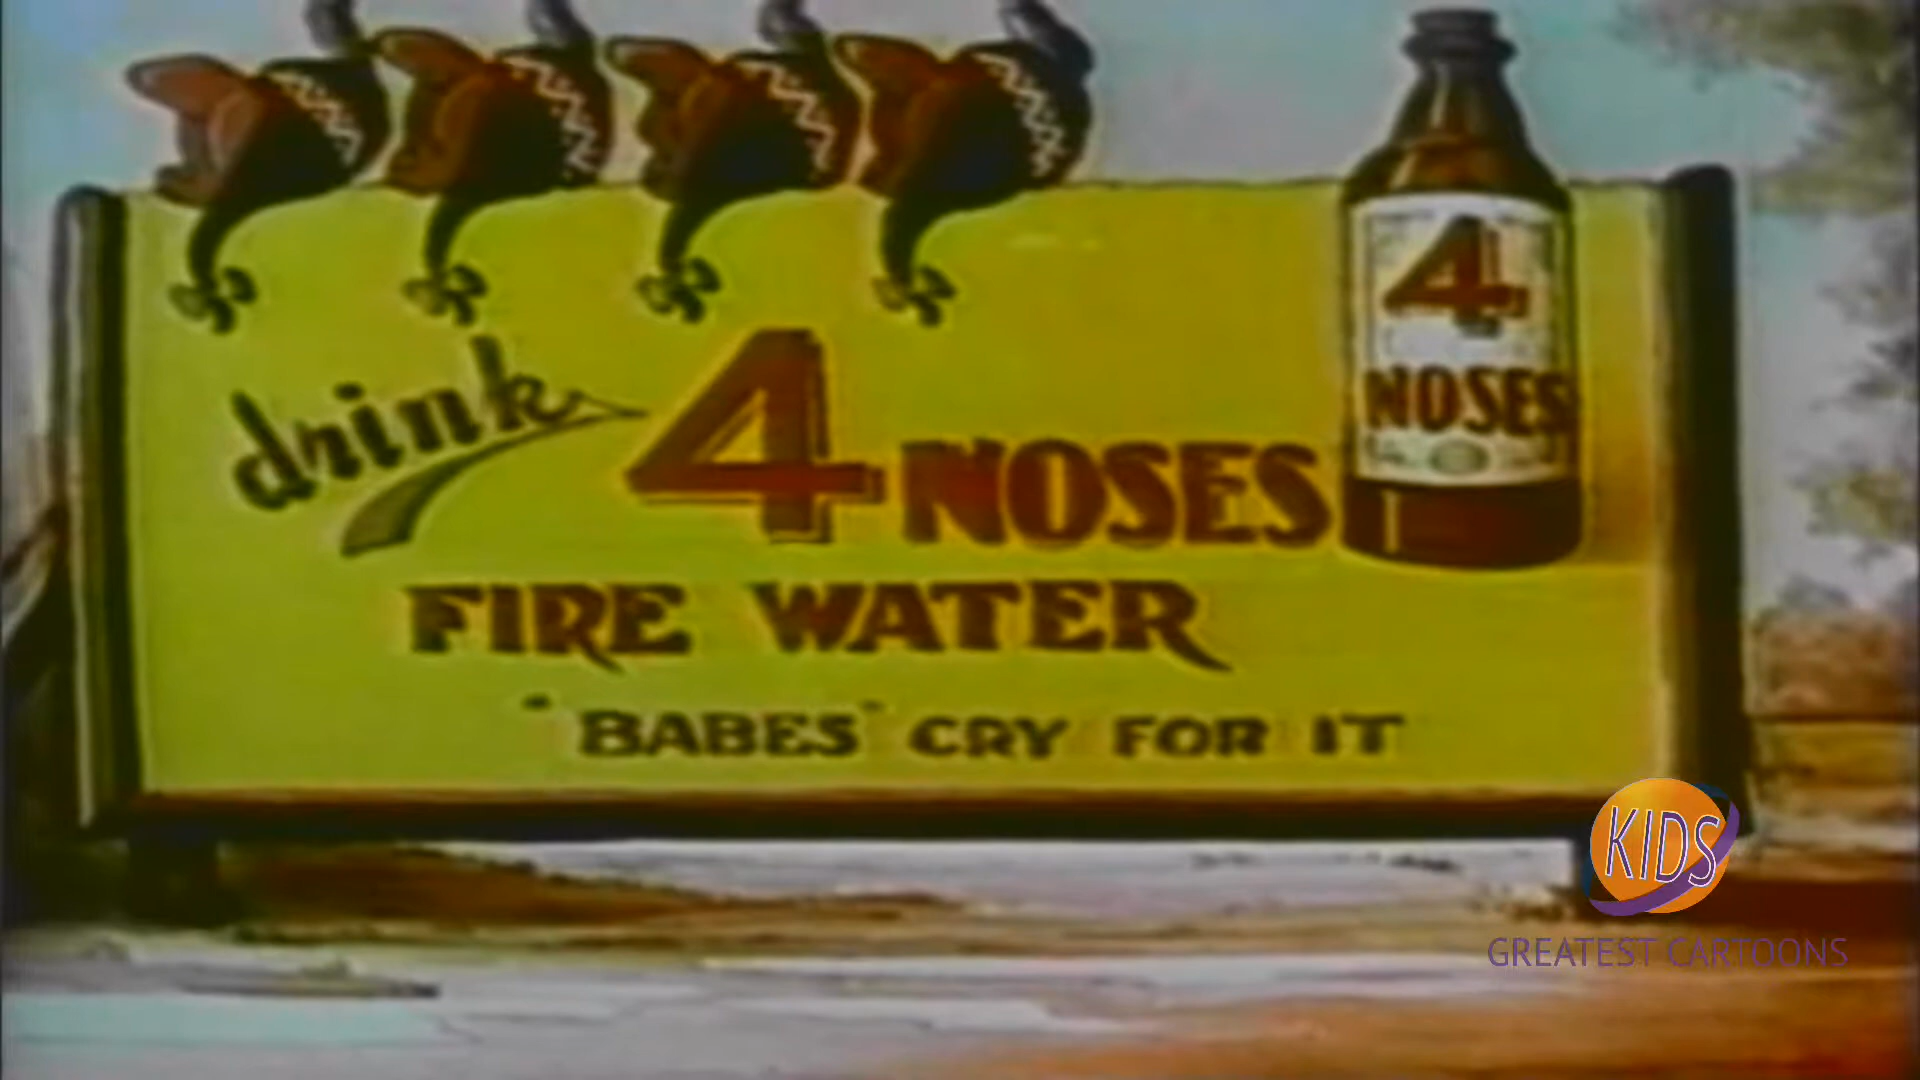 4
NOSES
drink 4 NOSES
FIRE WATER
"BABES" CRY FOR IT
KIDS
GREATEST CARTOONS